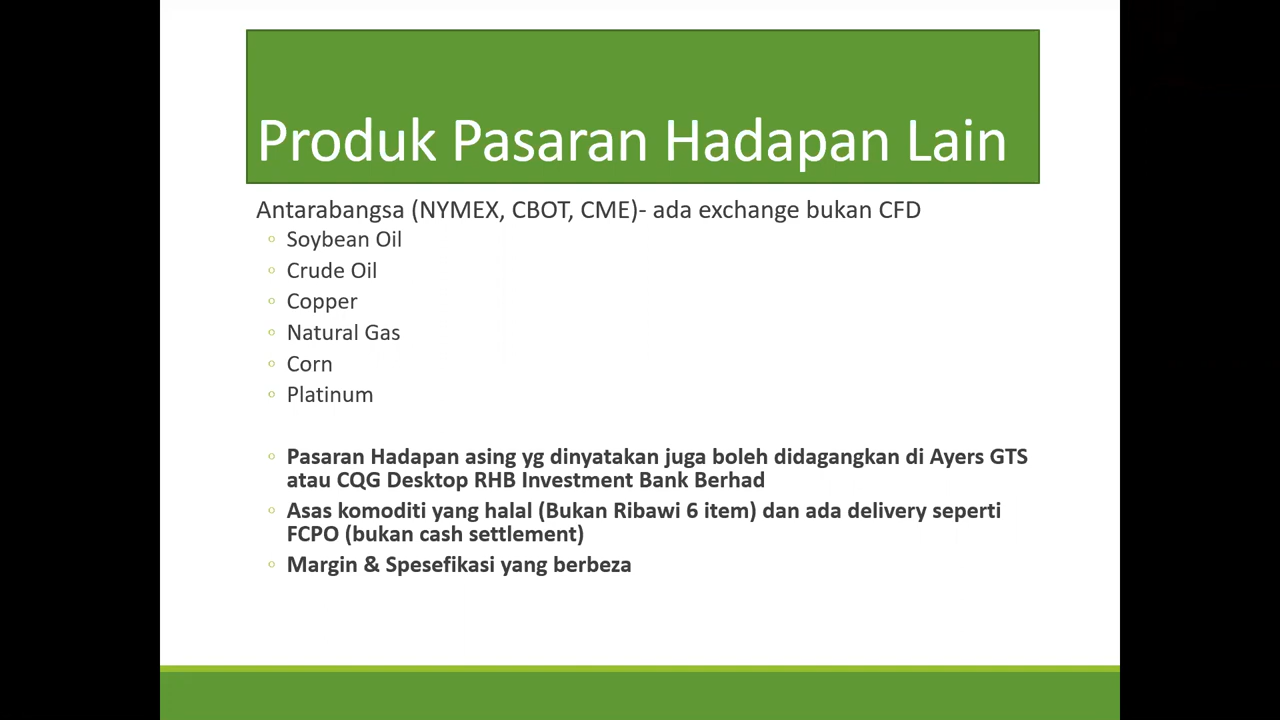 Produk Pasaran Hadapan Lain
Antarabangsa (NYMEX, CBOT, CME)- ada exchange bukan CFD
Soybean Oil
Crude Oil
Copper
Natural Gas
Corn
Platinum
Pasaran Hadapan asing yg dinyatakan juga boleh didagangkan di Ayers GTS
atau CQG Desktop RHB Investment Bank Berhad
Asas komoditi yang halal (Bukan Ribawi 6 item) dan ada delivery seperti
FCPO (bukan cash settlement)
Margin & Spesefikasi yang berbeza